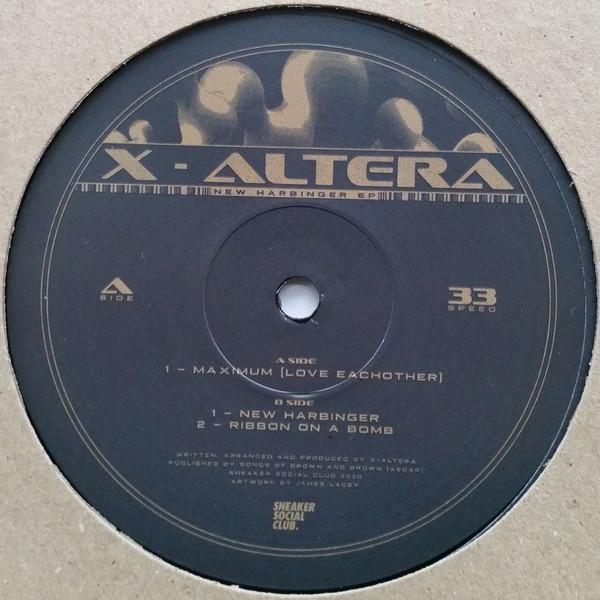 X - ALTERA
NEW HARBINGER EP
A
SIDE
33
SPEED
A SIDE
1 - MAXIMUM (LOVE EACHOTHER)
B SIDE
1 - NEW HARBINGER
2 - RIBBON ON A BOMB
WRITTEN, ARRANGED AND PRODUCED BY X-ALTERA
PUBLISHED BY SONGS OF BROWN AND BROWN (ASCAP)
SNEAKER SOCIAL CLUB 2020
ARTWORK BY JAMES LACEY
SNEAKER
SOCIAL
CLUB.